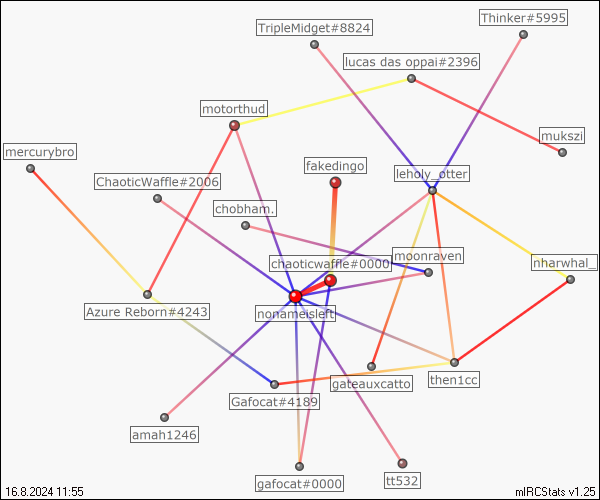 Thinker#5995
TripleMidget#8824
lucas das oppai#2396
motorthud
mukszi
mercurybro
fakedingo
leholy_otter
ChaoticWaffle#2006
chobham.
moonraven
chaoticwaffle#0000
nharwhal_
nonameisleft
Azure Reborn#4243
then1cc
gateauxcatto
Gafocat#4189
amah1246
tt532
gafocat#0000
16.8.2024 11:55
mIRCStats v1.25